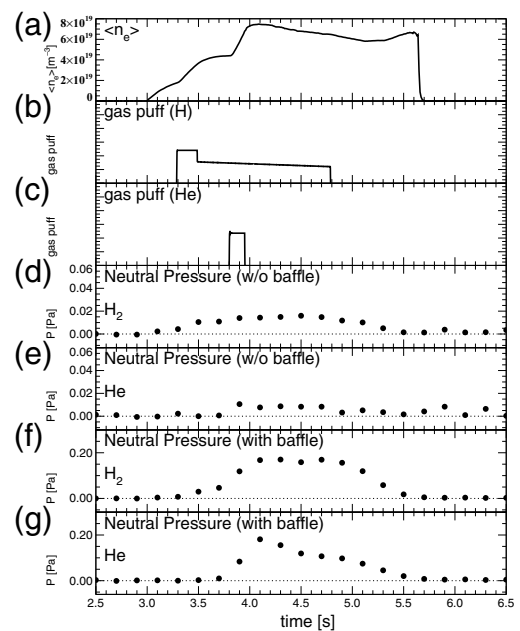 (a)
<n_e>
<n_e> [m⁻³]
8×10¹⁹
6×10¹⁹
4×10¹⁹
2×10¹⁹
0
(b)
gas puff (H)
gas puff
(c)
gas puff (He)
gas puff
(d)
Neutral Pressure (w/o baffle)
H₂
P [Pa]
0.06
0.04
0.02
0.00
(e)
Neutral Pressure (w/o baffle)
He
P [Pa]
0.06
0.04
0.02
0.00
(f)
Neutral Pressure (with baffle)
H₂
P [Pa]
0.20
0.00
(g)
Neutral Pressure (with baffle)
He
P [Pa]
0.20
0.00
2.5 3.0 3.5 4.0 4.5 5.0 5.5 6.0 6.5
time [s]